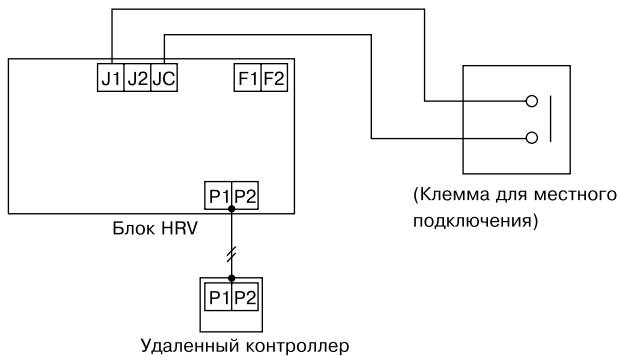 J1 J2 JC
F1 F2
P1 P2
Блок HRV
(Клемма для местного
подключения)
P1 P2
Удаленный контроллер